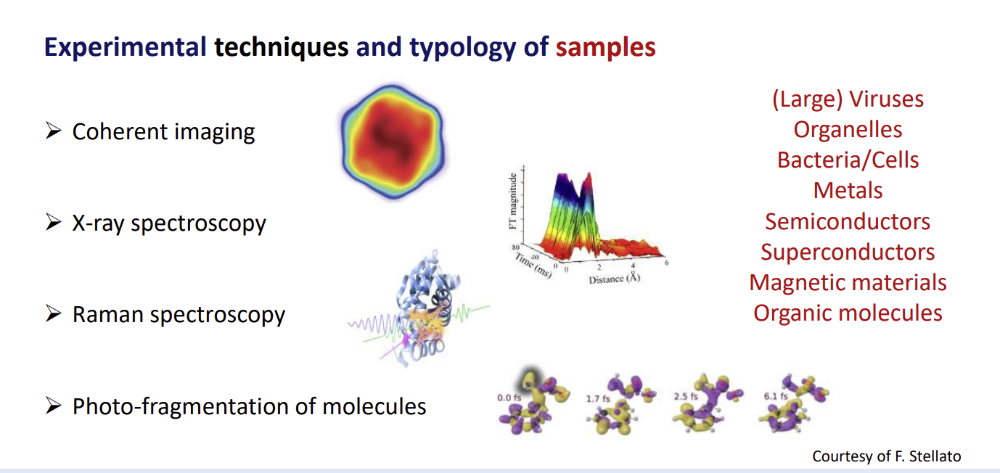 Experimental techniques and typology of samples
➢ Coherent imaging
➢ X-ray spectroscopy
➢ Raman spectroscopy
➢ Photo-fragmentation of molecules
(Large) Viruses
Organelles
Bacteria/Cells
Metals
Semiconductors
Superconductors
Magnetic materials
Organic molecules
FT magnitude
80
40
0
Time (ms)
0 2 4 6
Distance (Å)
0.0 fs
1.7 fs
2.5 fs
6.1 fs
Courtesy of F. Stellato